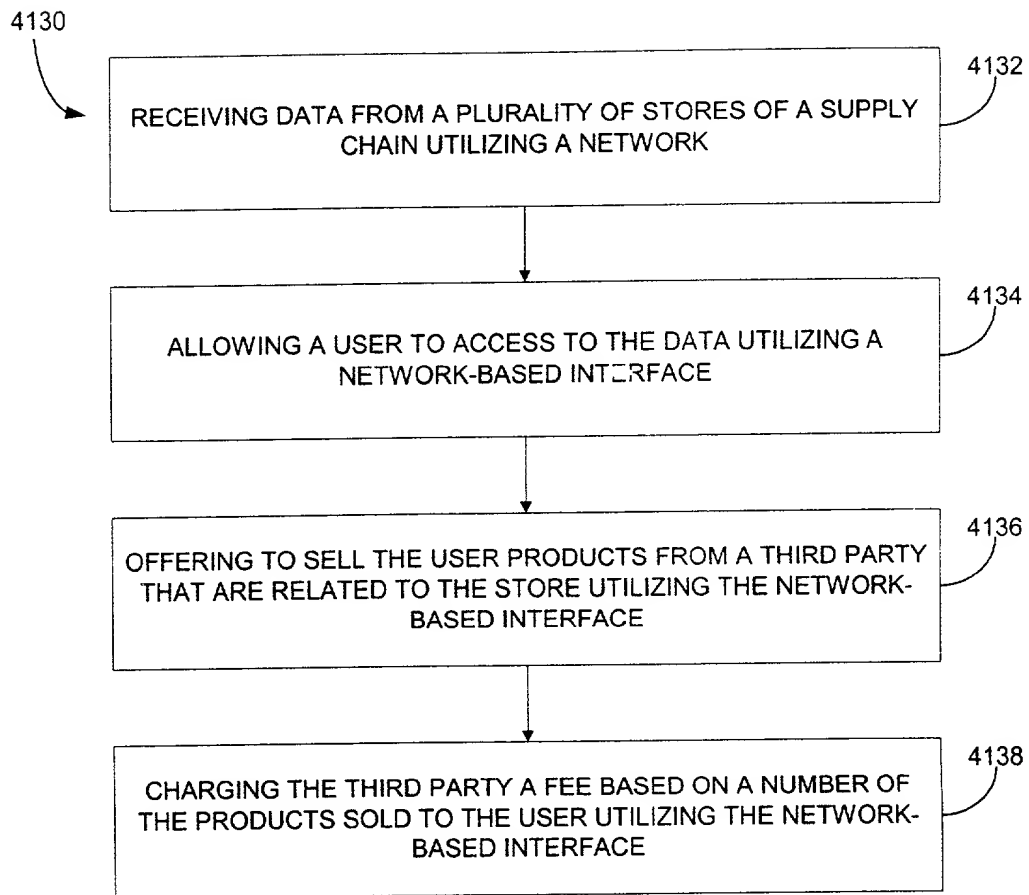 4130
4132
RECEIVING DATA FROM A PLURALITY OF STORES OF A SUPPLY
CHAIN UTILIZING A NETWORK
4134
ALLOWING A USER TO ACCESS TO THE DATA UTILIZING A
NETWORK-BASED INTERFACE
4136
OFFERING TO SELL THE USER PRODUCTS FROM A THIRD PARTY
THAT ARE RELATED TO THE STORE UTILIZING THE NETWORK-
BASED INTERFACE
4138
CHARGING THE THIRD PARTY A FEE BASED ON A NUMBER OF
THE PRODUCTS SOLD TO THE USER UTILIZING THE NETWORK-
BASED INTERFACE